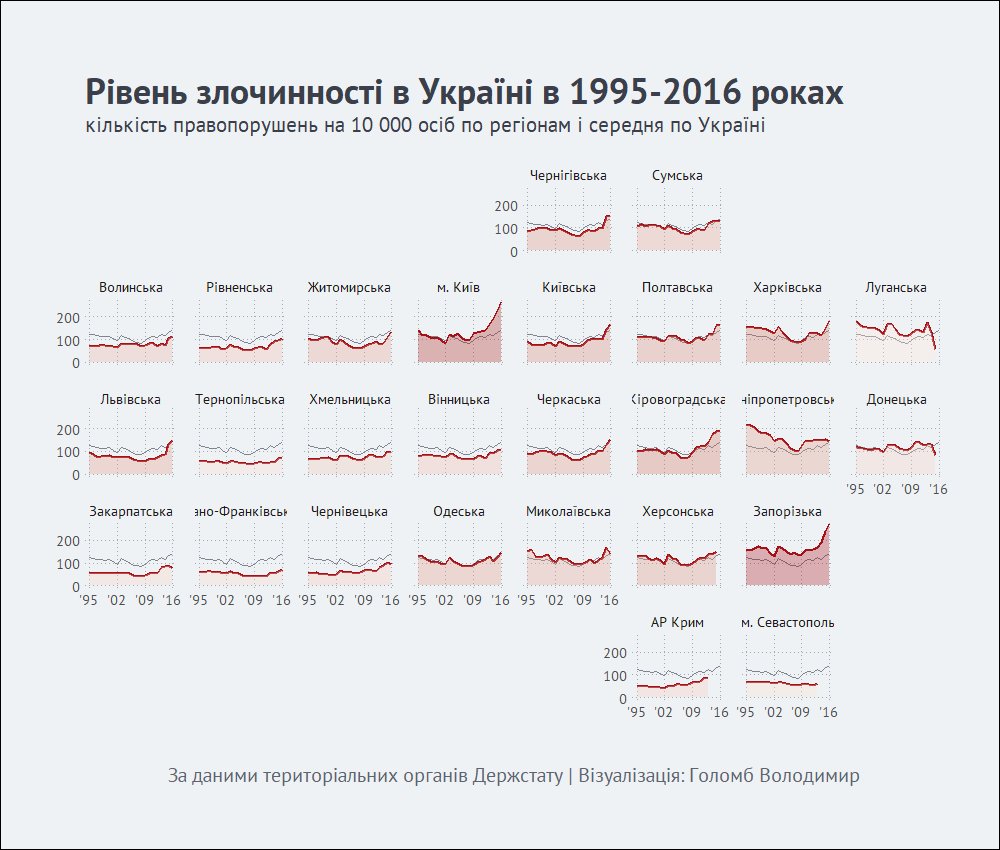 Рівень злочинності в Україні в 1995-2016 роках
кількість правопорушень на 10 000 осіб по регіонам і середня по Україні
Чернігівська Сумська
200
100
0
Волинська Рівненська Житомирська м. Київ Київська Полтавська Харківська Луганська
200
100
0
Львівська Тернопільська Хмельницька Вінницька Черкаська Кіровоградська ніпропетровськ Донецька
200
100
0
'95 '02 '09 '16
Закарпатська ано-Франківськ Чернівецька Одеська Миколаївська Херсонська Запорізька
200
100
0
'95 '02 '09 '16 '95 '02 '09 '16 '95 '02 '09 '16 '95 '02 '09 '16 '95 '02 '09 '16
АР Крим м. Севастополь
200
100
0
'95 '02 '09 '16 '95 '02 '09 '16
За даними територіальних органів Держстату | Візуалізація: Голомб Володимир